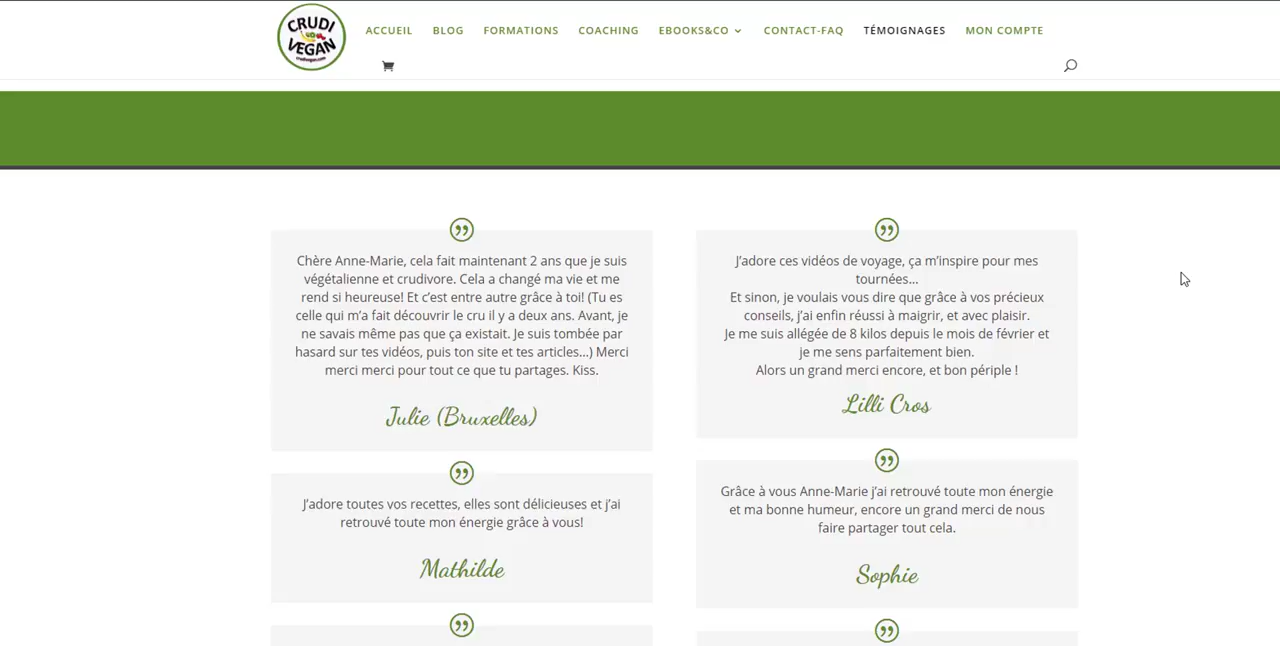 CRUDI
VEGAN
crudivegan.com
ACCUEIL
BLOG
FORMATIONS
COACHING
EBOOKS&CO
CONTACT-FAQ
TÉMOIGNAGES
MON COMPTE
Chère Anne-Marie, cela fait maintenant 2 ans que je suis
végétalienne et crudivore. Cela a changé ma vie et me
rend si heureuse! Et c’est entre autre grâce à toi! (Tu es
celle qui m’a fait découvrir le cru il y a deux ans. Avant, je
ne savais même pas que ça existait. Je suis tombée par
hasard sur tes vidéos, puis ton site et tes articles…) Merci
merci merci pour tout ce que tu partages. Kiss.
Julie (Bruxelles)
J’adore ces vidéos de voyage, ça m’inspire pour mes
tournées…
Et sinon, je voulais vous dire que grâce à vos précieux
conseils, j’ai enfin réussi à maigrir, et avec plaisir.
Je me suis allégée de 8 kilos depuis le mois de février et
je me sens parfaitement bien.
Alors un grand merci encore, et bon périple !
Lilli Cros
J’adore toutes vos recettes, elles sont délicieuses et j’ai
retrouvé toute mon énergie grâce à vous!
Mathilde
Grâce à vous Anne-Marie j’ai retrouvé toute mon énergie
et ma bonne humeur, encore un grand merci de nous
faire partager tout cela.
Sophie